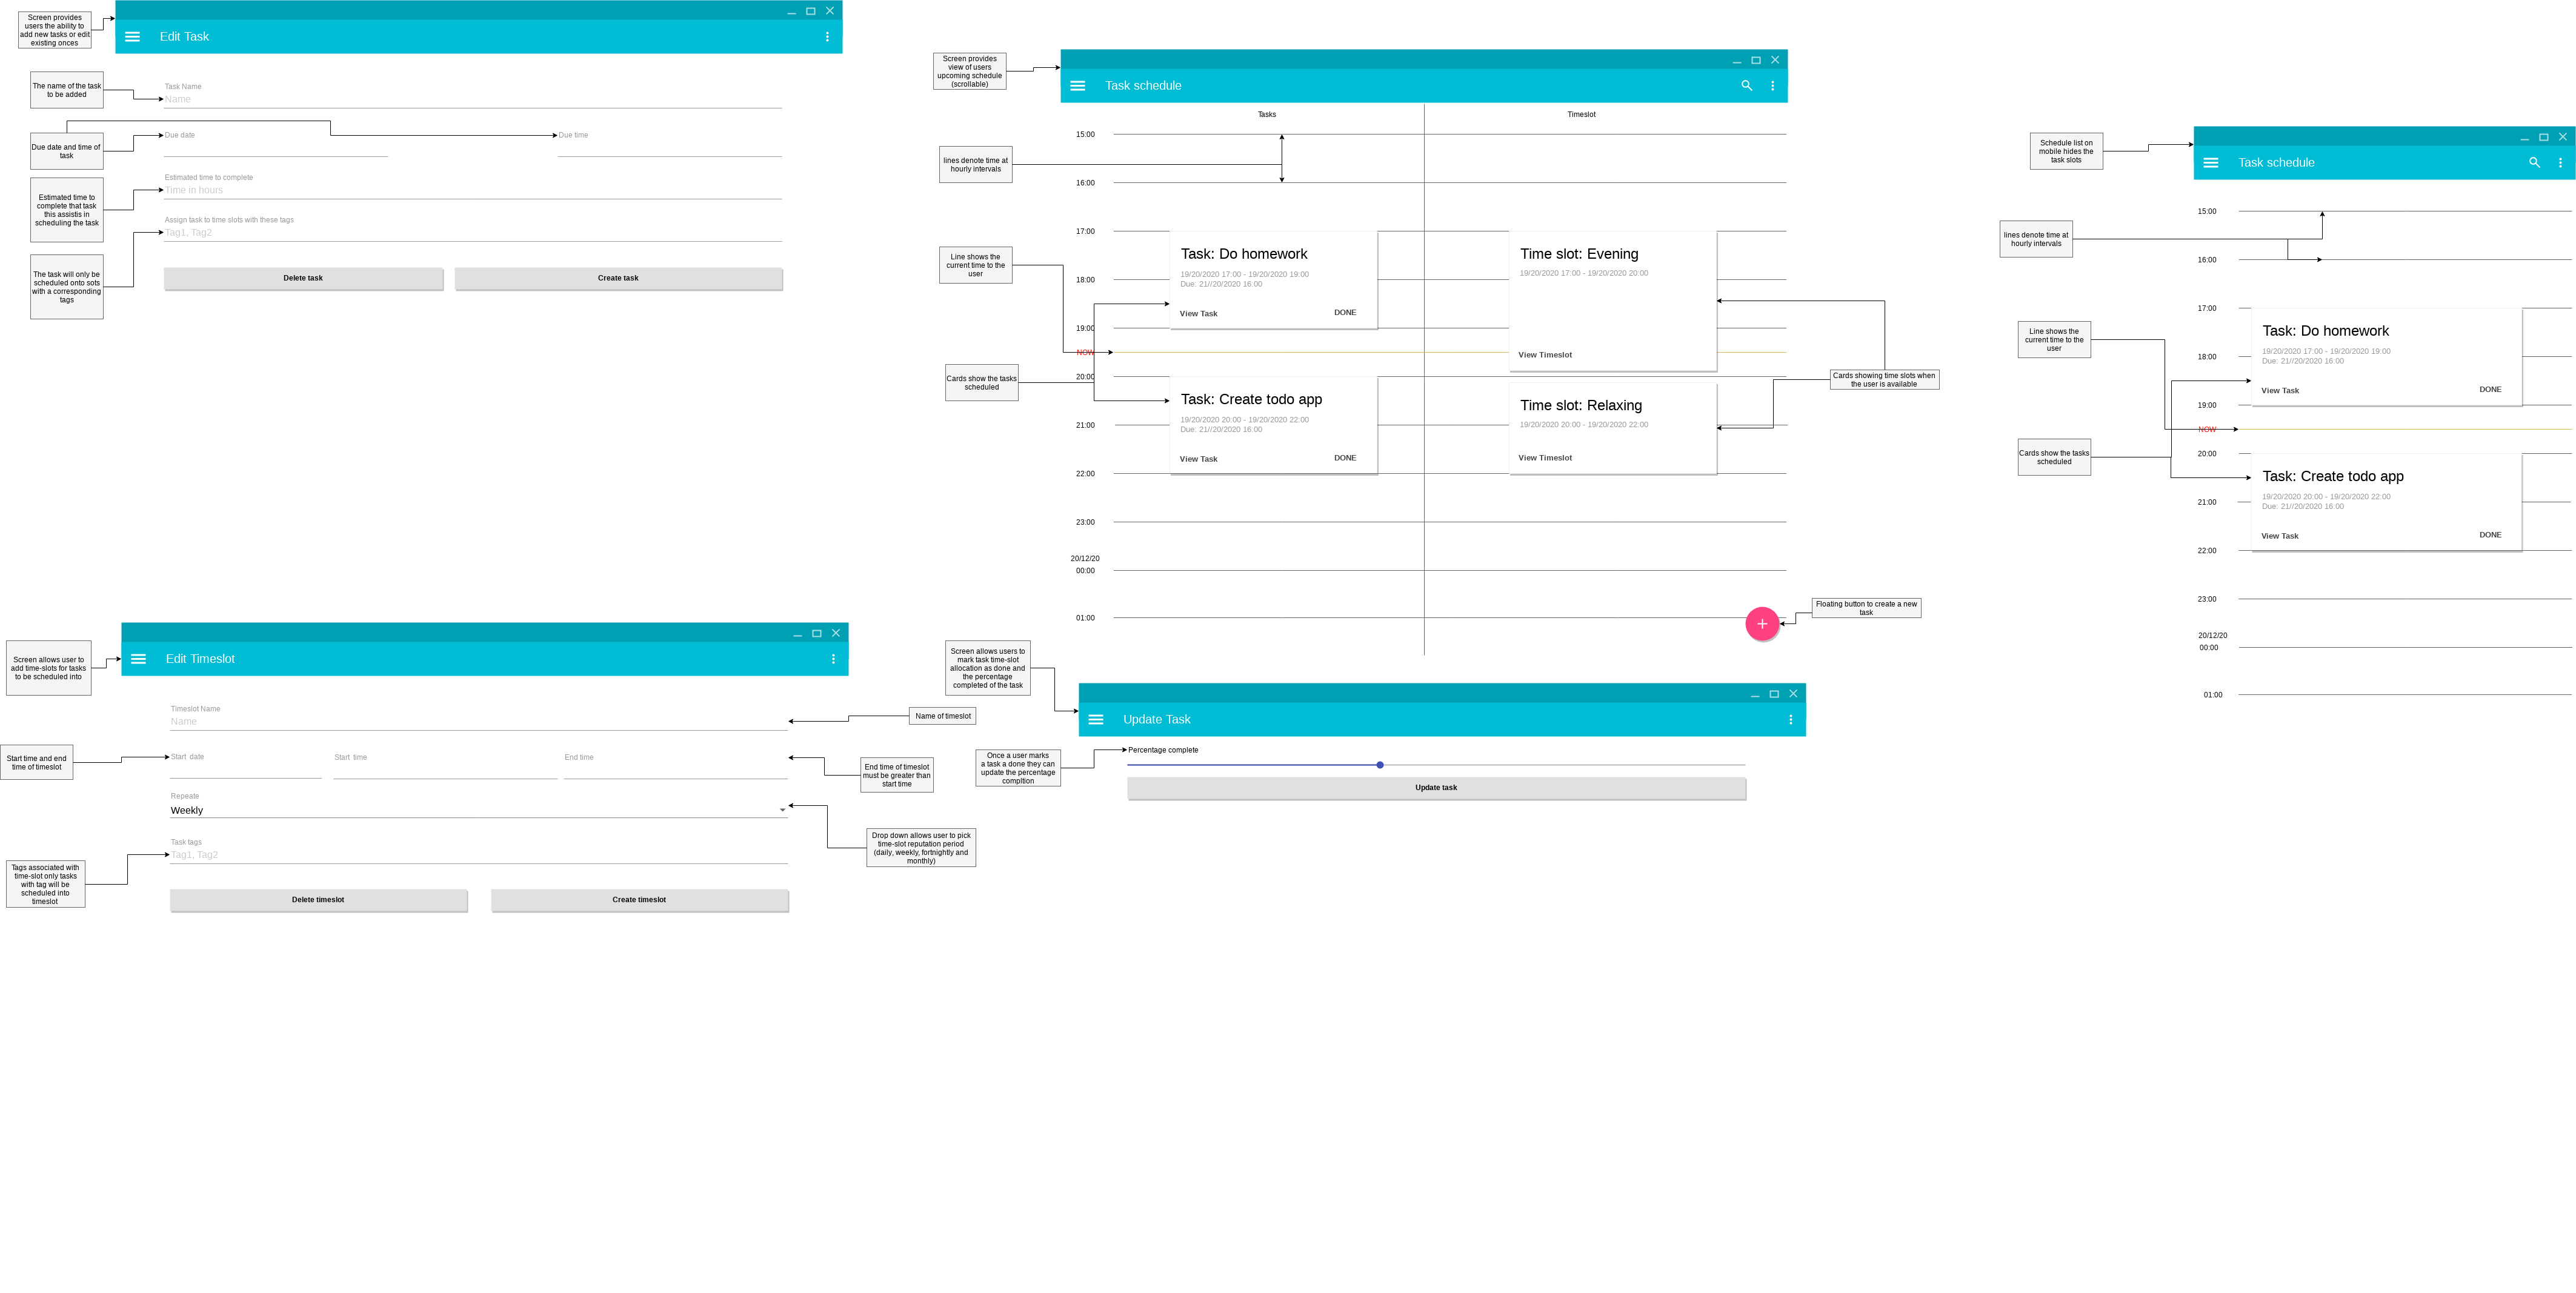 Screen provides
users the ability to
add new tasks or edit
existing onces
Edit Task
The name of the task
to be added
Task Name
Name
Due date and time of
task
Due date
Due time
Estimated time to
complete that task
this assistis in
scheduling the task
Estimated time to complete
Time in hours
Assign task to time slots with these tags
Tag1, Tag2
The task will only be
scheduled onto sots
with a corresponding
tags
Delete task
Create task
Screen provides
view of users
upcoming schedule
(scrollable)
Task schedule
Tasks
Timeslot
15:00
lines denote time at
hourly intervals
16:00
17:00
Line shows the
current time to the
user
Task: Do homework
19/20/2020 17:00 - 19/20/2020 19:00
Due: 21//20/2020 16:00
View Task
DONE
Time slot: Evening
19/20/2020 17:00 - 19/20/2020 20:00
View Timeslot
18:00
19:00
NOW
Cards show the tasks
scheduled
20:00
Cards showing time slots when
the user is available
Task: Create todo app
19/20/2020 20:00 - 19/20/2020 22:00
Due: 21//20/2020 16:00
View Task
DONE
Time slot: Relaxing
19/20/2020 20:00 - 19/20/2020 22:00
View Timeslot
21:00
22:00
23:00
20/12/20
00:00
01:00
Floating button to create a new
task
Schedule list on
mobile hides the
task slots
Task schedule
15:00
lines denote time at
hourly intervals
16:00
17:00
Line shows the
current time to the
user
Task: Do homework
19/20/2020 17:00 - 19/20/2020 19:00
Due: 21//20/2020 16:00
View Task
DONE
18:00
19:00
NOW
Cards show the tasks
scheduled
20:00
Task: Create todo app
19/20/2020 20:00 - 19/20/2020 22:00
Due: 21//20/2020 16:00
View Task
DONE
21:00
22:00
23:00
20/12/20
00:00
01:00
Screen allows user to
add time-slots for tasks
to be scheduled into
Edit Timeslot
Timeslot Name
Name
Name of timeslot
Start time and end
time of timeslot
Start date
Start time
End time
End time of timeslot
must be greater than
start time
Repeate
Weekly
Drop down allows user to pick
time-slot reputation period
(daily, weekly, fortnightly and
monthly)
Task tags
Tag1, Tag2
Tags associated with
time-slot only tasks
with tag will be
scheduled into
timeslot
Delete timeslot
Create timeslot
Screen allows users to
mark task time-slot
allocation as done and
the percentage
completed of the task
Update Task
Once a user marks
a task a done they can
update the percentage
compltion
Percentage complete
Update task